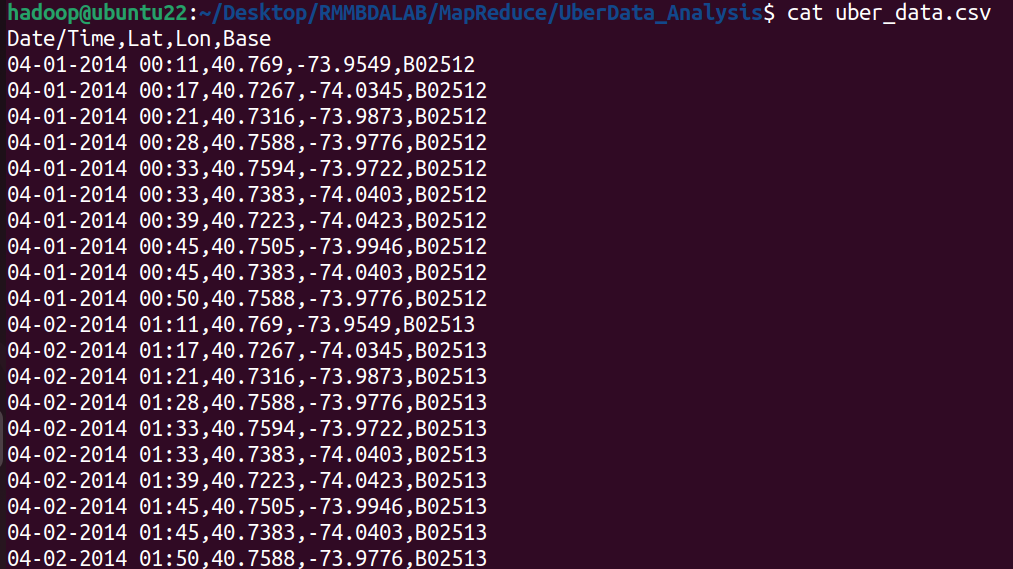 hadoop@ubuntu22:~/Desktop/RMMBDALAB/MapReduce/UberData_Analysis$ cat uber_data.csv
Date/Time,Lat,Lon,Base
04-01-2014 00:11,40.769,-73.9549,B02512
04-01-2014 00:17,40.7267,-74.0345,B02512
04-01-2014 00:21,40.7316,-73.9873,B02512
04-01-2014 00:28,40.7588,-73.9776,B02512
04-01-2014 00:33,40.7594,-73.9722,B02512
04-01-2014 00:33,40.7383,-74.0403,B02512
04-01-2014 00:39,40.7223,-74.0423,B02512
04-01-2014 00:45,40.7505,-73.9946,B02512
04-01-2014 00:45,40.7383,-74.0403,B02512
04-01-2014 00:50,40.7588,-73.9776,B02512
04-02-2014 01:11,40.769,-73.9549,B02513
04-02-2014 01:17,40.7267,-74.0345,B02513
04-02-2014 01:21,40.7316,-73.9873,B02513
04-02-2014 01:28,40.7588,-73.9776,B02513
04-02-2014 01:33,40.7594,-73.9722,B02513
04-02-2014 01:33,40.7383,-74.0403,B02513
04-02-2014 01:39,40.7223,-74.0423,B02513
04-02-2014 01:45,40.7505,-73.9946,B02513
04-02-2014 01:45,40.7383,-74.0403,B02513
04-02-2014 01:50,40.7588,-73.9776,B02513